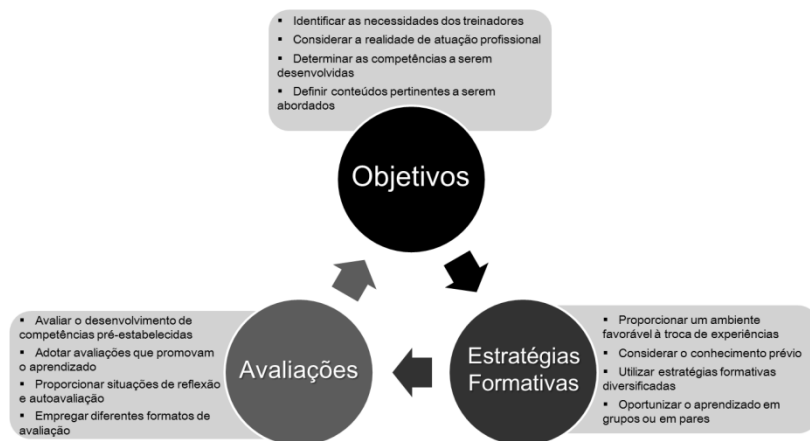 ▪ Identificar as necessidades dos treinadores
▪ Considerar a realidade de atuação profissional
▪ Determinar as competências a serem
desenvolvidas
▪ Definir conteúdos pertinentes a serem
abordados
Objetivos
▪ Avaliar o desenvolvimento de
competências pré-estabelecidas
▪ Adotar avaliações que promovam
o aprendizado
▪ Proporcionar situações de reflexão
e autoavaliação
▪ Empregar diferentes formatos de
avaliação
Avaliações
Estratégias
Formativas
▪ Proporcionar um ambiente
favorável à troca de experiências
▪ Considerar o conhecimento prévio
▪ Utilizar estratégias formativas
diversificadas
▪ Oportunizar o aprendizado em
grupos ou em pares